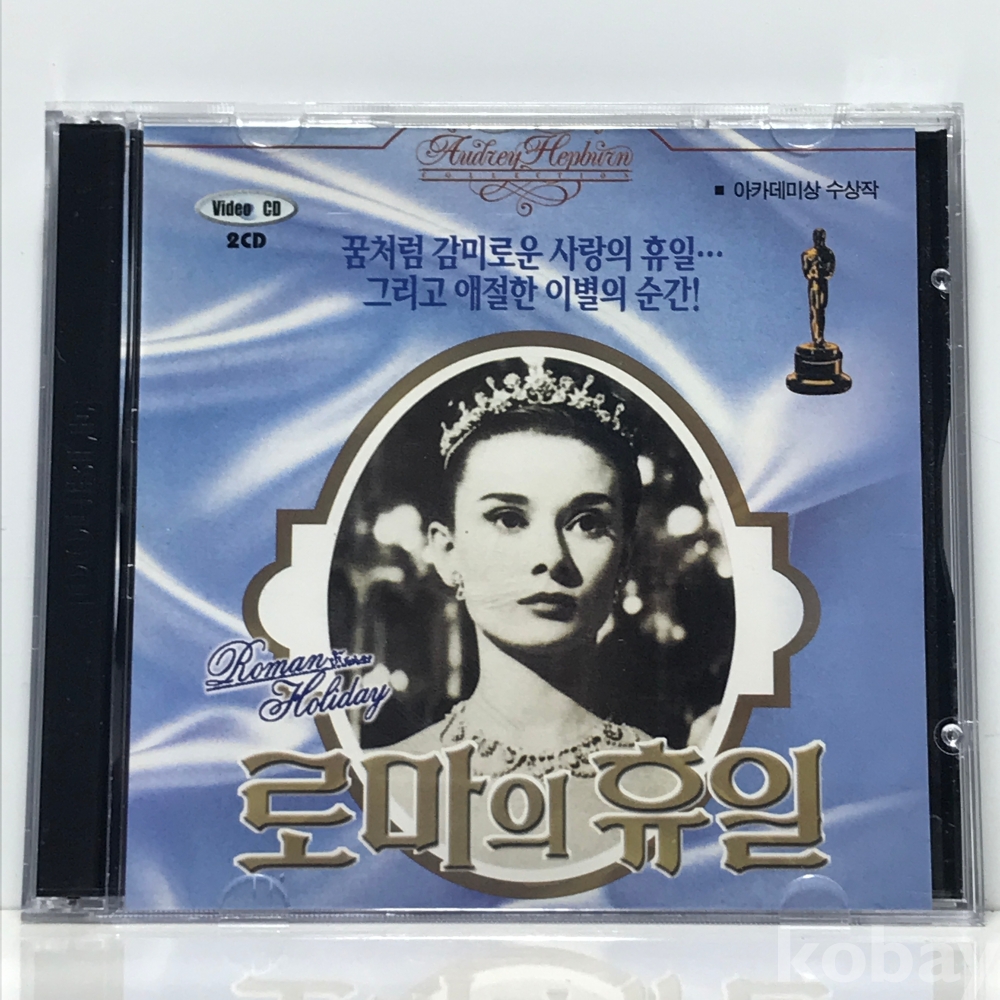 Audrey Hepburn
COLLECTION
■ 아카데미상 수상작
Video CD
2CD
꿈처럼 감미로운 사랑의 휴일…
그리고 애절한 이별의 순간!
Roman
Holiday
로마의 휴일
kobay